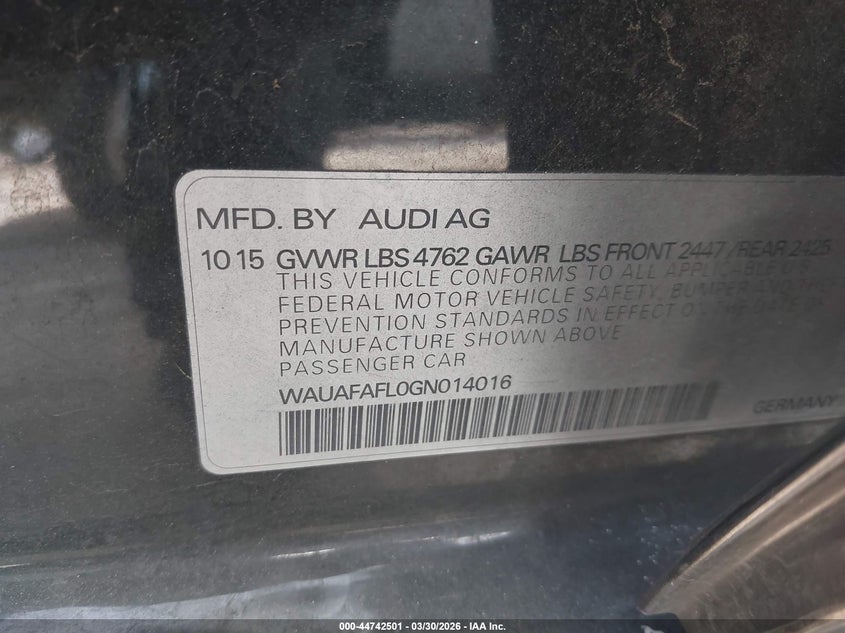 MFD. BY AUDI AG
10 15 GVWR LBS 4762 GAWR LBS FRONT 2447 /REAR 2425
THIS VEHICLE CONFORMS TO ALL APPLICABLE
FEDERAL MOTOR VEHICLE SAFETY, BUMPER AND THEFT
PREVENTION STANDARDS IN EFFECT ON THE DATE OF
MANUFACTURE SHOWN ABOVE
PASSENGER CAR
WAUAFAFL0GN014016
GERMANY
000-44742501 | 03/30/2026 - IAA Inc.